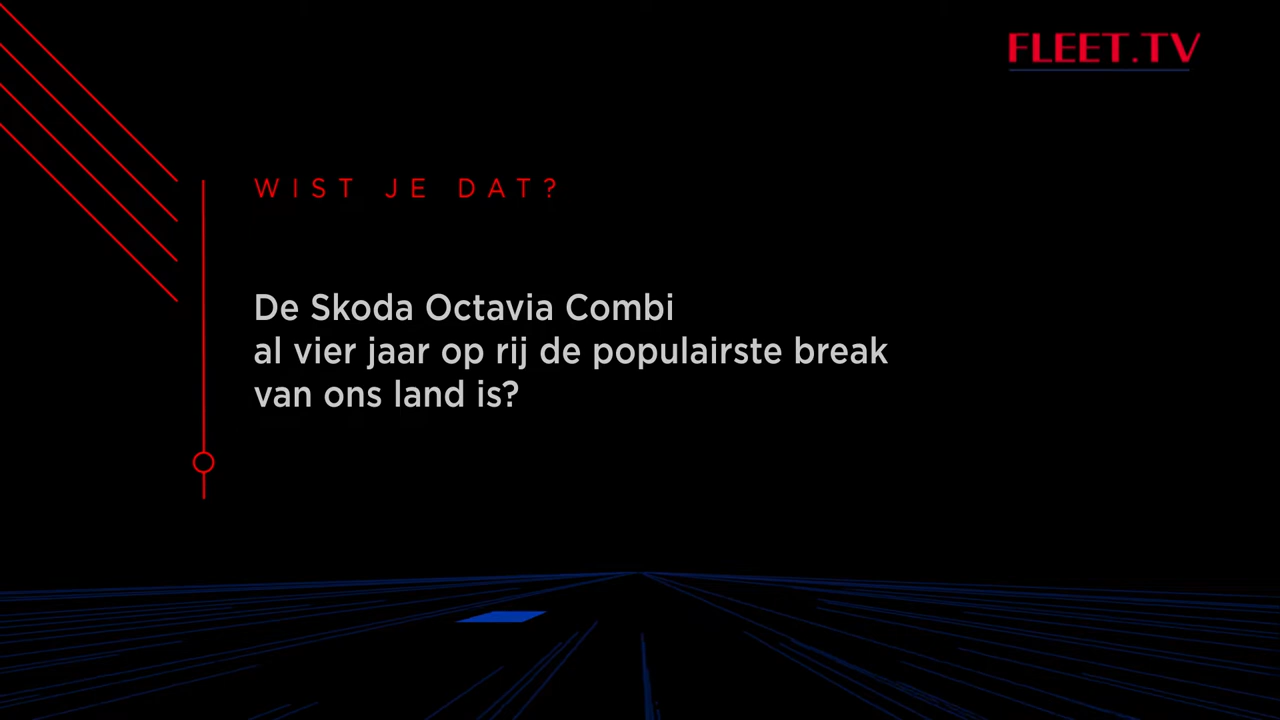 FLEET.TV
WIST JE DAT?
De Skoda Octavia Combi
al vier jaar op rij de populairste break
van ons land is?